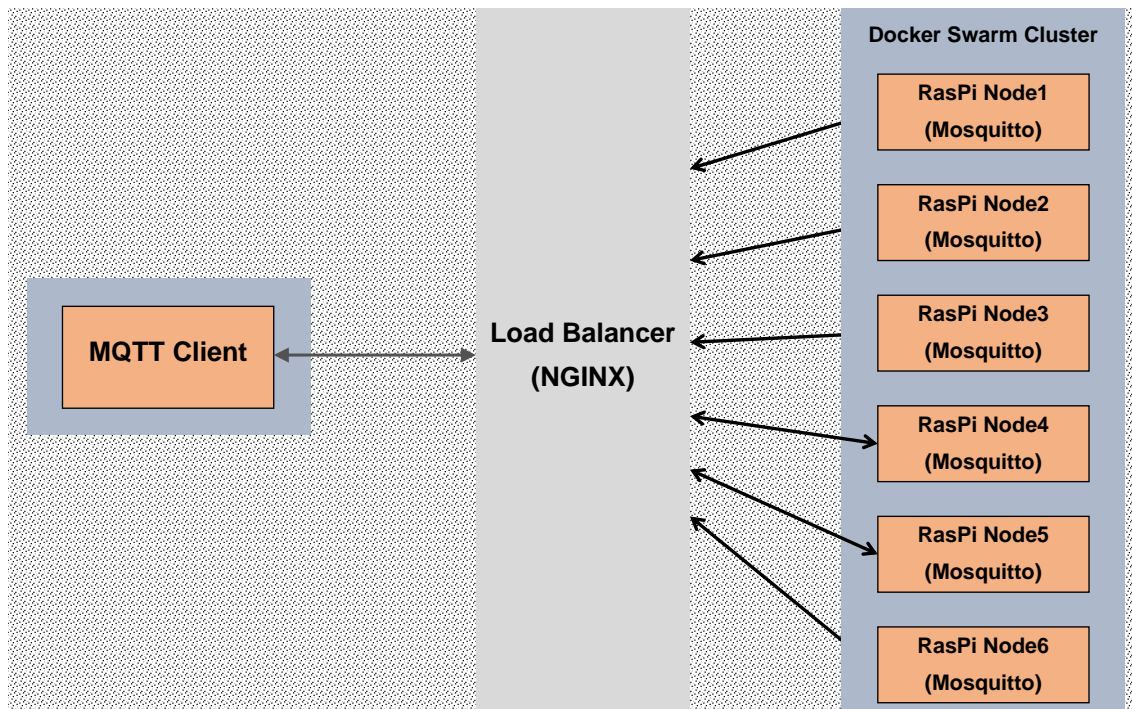 Docker Swarm Cluster
RasPi Node1
(Mosquitto)
RasPi Node2
(Mosquitto)
RasPi Node3
(Mosquitto)
MQTT Client
Load Balancer
(NGINX)
RasPi Node4
(Mosquitto)
RasPi Node5
(Mosquitto)
RasPi Node6
(Mosquitto)